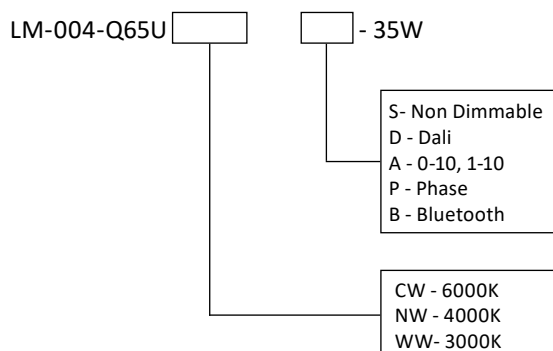 LM-004-Q65U - 35W
S- Non Dimmable
D - Dali
A - 0-10, 1-10
P - Phase
B - Bluetooth
CW - 6000K
NW - 4000K
WW- 3000K